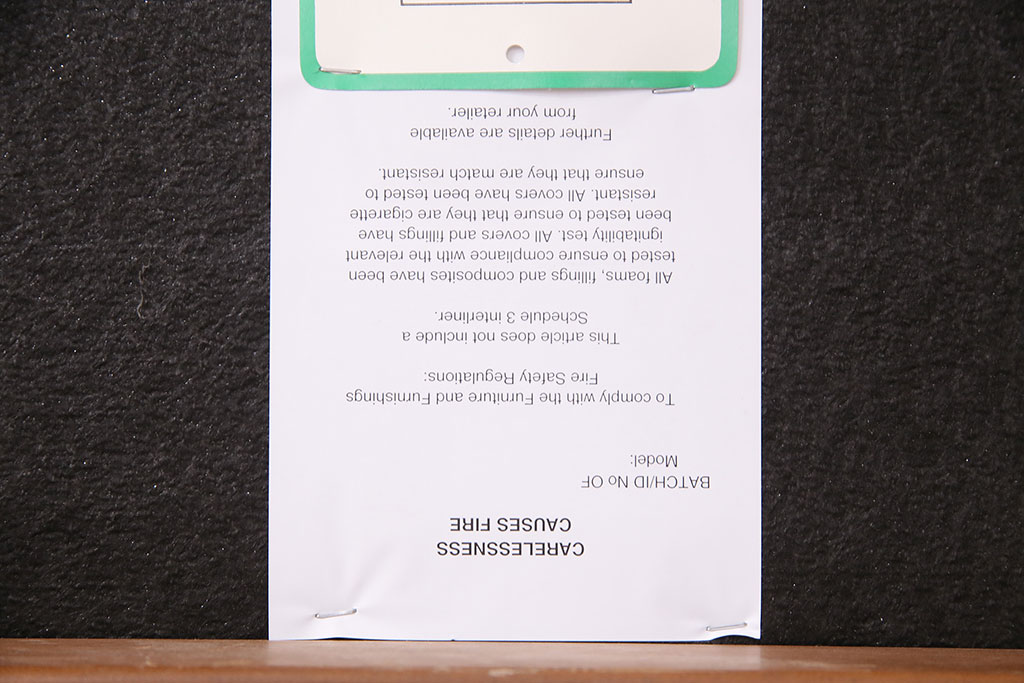 CARELESSNESS
CAUSES FIRE
BATCH/ID No OF
Model:
To comply with the Furniture and Furnishings
Fire Safety Regulations:
This article does not include a
Schedule 3 interliner.
All foams, fillings and composites have been
tested to ensure compliance with the relevant
ignitability test. All covers and fillings have
been tested to ensure that they are cigarette
resistant. All covers have been tested to
ensure that they are match resistant.
Further details are available
from your retailer.